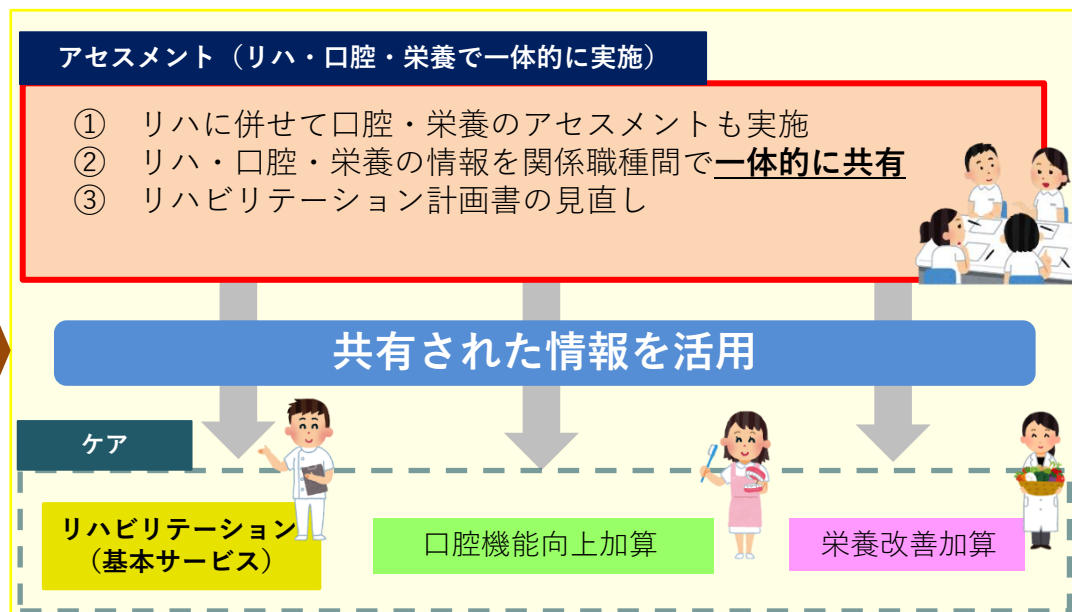 アセスメント（リハ・口腔・栄養で一体的に実施）
① リハに併せて口腔・栄養のアセスメントも実施
② リハ・口腔・栄養の情報を関係職種間で一体的に共有
③ リハビリテーション計画書の見直し
共有された情報を活用
ケア
リハビリテーション
（基本サービス）
口腔機能向上加算
栄養改善加算